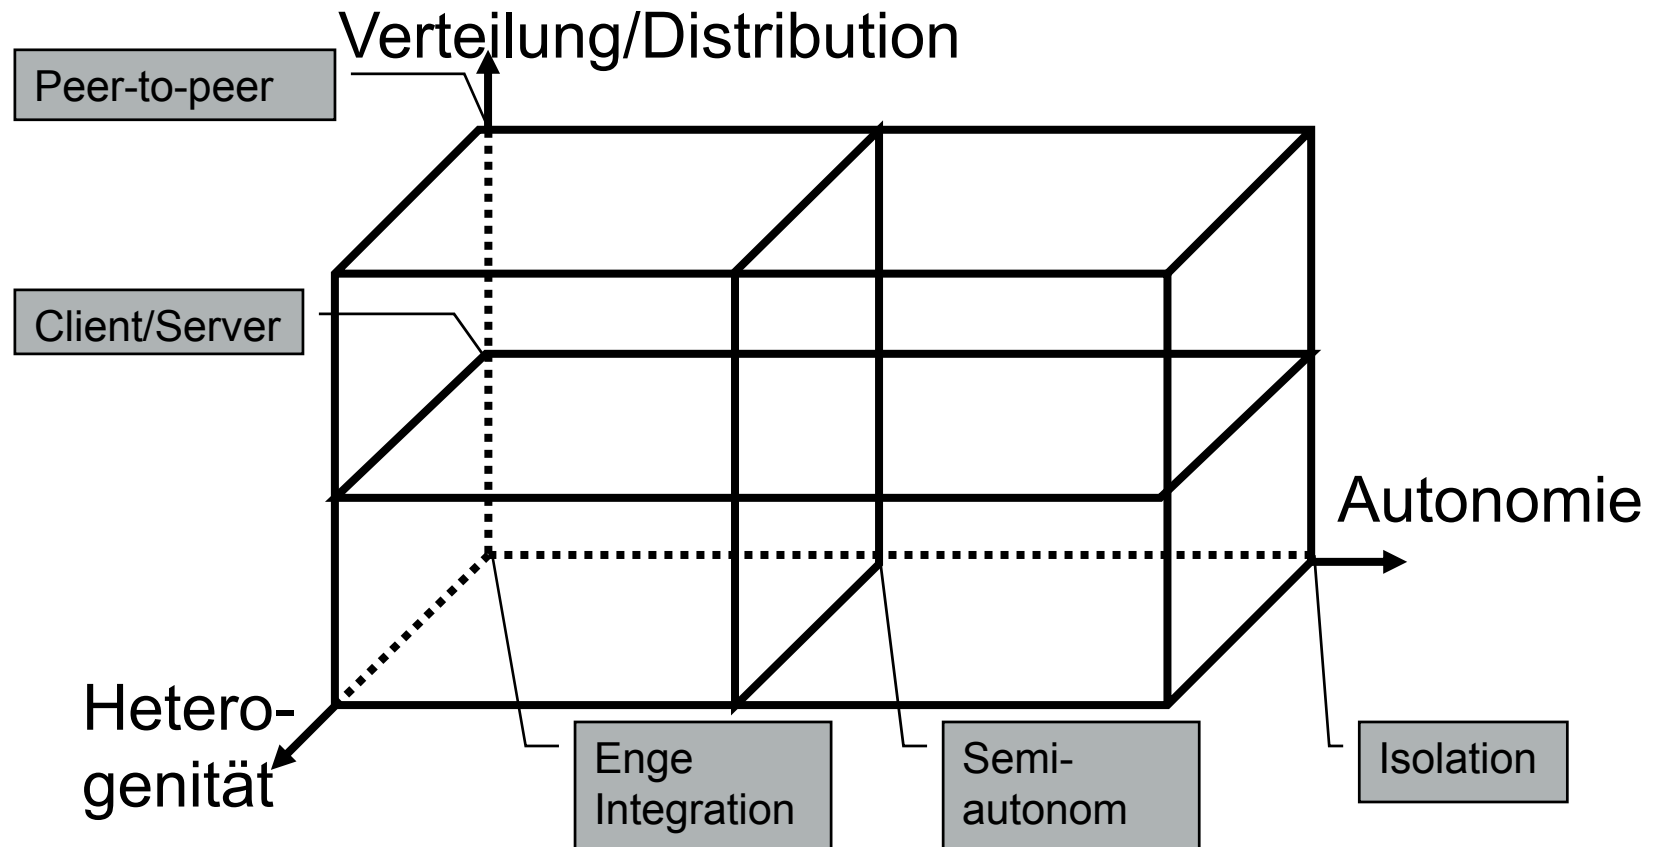 Verteilung/Distribution
Peer-to-peer
Client/Server
Autonomie
Hetero-
genität
Enge
Integration
Semi-
autonom
Isolation